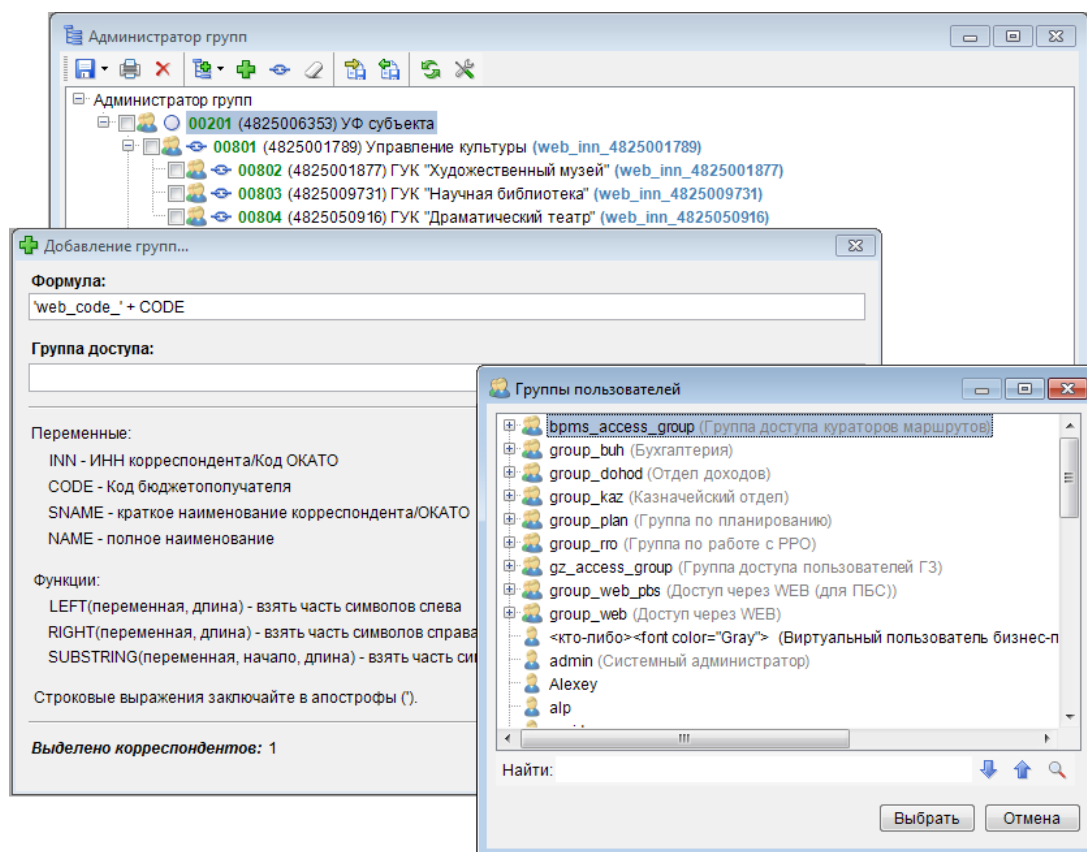 Администратор групп
Администратор групп
00201 (4825006353) УФ субъекта
00801 (4825001789) Управление культуры (web_inn_4825001789)
00802 (4825001877) ГУК "Художественный музей" (web_inn_4825001877)
00803 (4825009731) ГУК "Научная библиотека" (web_inn_4825009731)
00804 (4825050916) ГУК "Драматический театр" (web_inn_4825050916)
Добавление групп...
Формула:
'web_code_' + CODE
Группа доступа:
Переменные:
INN - ИНН корреспондента/Код ОКАТО
CODE - Код бюджетополучателя
SNAME - краткое наименование корреспондента/ОКАТО
NAME - полное наименование
Функции:
LEFT(переменная, длина) - взять часть символов слева
RIGHT(переменная, длина) - взять часть символов справа
SUBSTRING(переменная, начало, длина) - взять часть
Строковые выражения заключайте в апострофы (').
Выделено корреспондентов: 1
Группы пользователей
bpms_access_group (Группа доступа кураторов маршрутов)
group_buh (Бухгалтерия)
group_dohod (Отдел доходов)
group_kaz (Казначейский отдел)
group_plan (Группа по планированию)
group_rro (Группа по работе с РРО)
gz_access_group (Группа доступа пользователей ГЗ)
group_web_pbs (Доступ через WEB (для ПБС))
group_web (Доступ через WEB)
<кто-либо><font color="Gray"> (Виртуальный пользователь бизнес-п
admin (Системный администратор)
Alexey
alp
Найти:
Выбрать Отмена